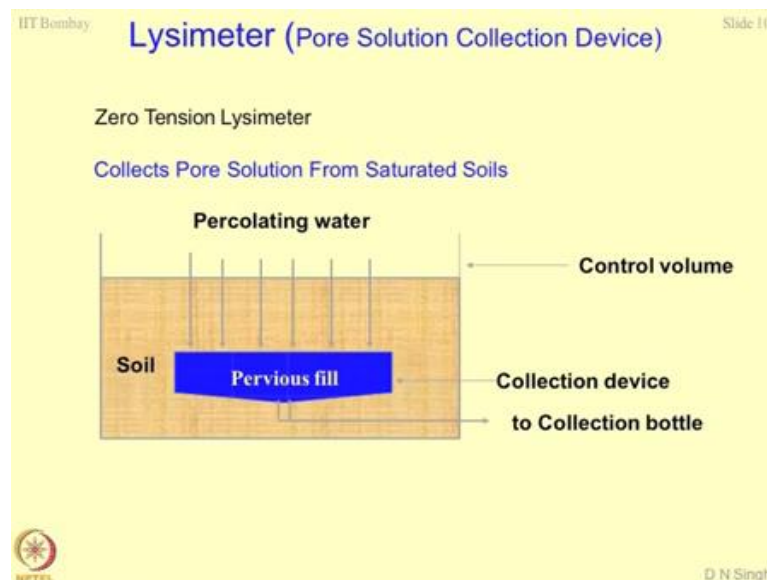 IIT Bombay
Lysimeter (Pore Solution Collection Device)
Zero Tension Lysimeter
Collects Pore Solution From Saturated Soils
Percolating water
Control volume
Soil
Pervious fill
Collection device
to Collection bottle
NPTEL
D N Singh